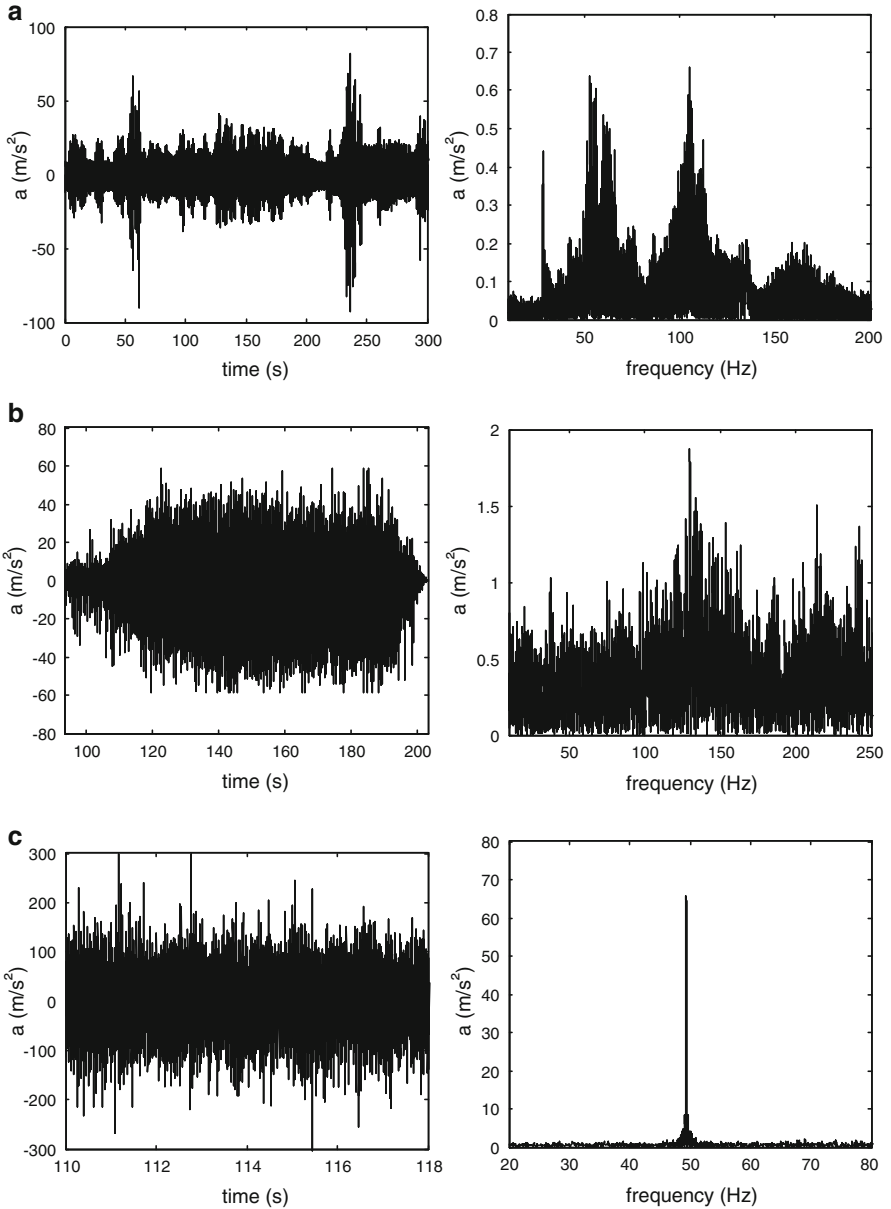 a
100
50
0
-50
-100
a (m/s²)
0 50 100 150 200 250 300
time (s)
0.8
0.7
0.6
0.5
0.4
0.3
0.2
0.1
0
a (m/s²)
50 100 150 200
frequency (Hz)
b
80
60
40
20
0
-20
-40
-60
-80
a (m/s²)
100 120 140 160 180 200
time (s)
2
1.5
1
0.5
0
a (m/s²)
50 100 150 200 250
frequency (Hz)
c
300
200
100
0
-100
-200
-300
a (m/s²)
110 112 114 116 118
time (s)
80
70
60
50
40
30
20
10
0
a (m/s²)
20 30 40 50 60 70 80
frequency (Hz)